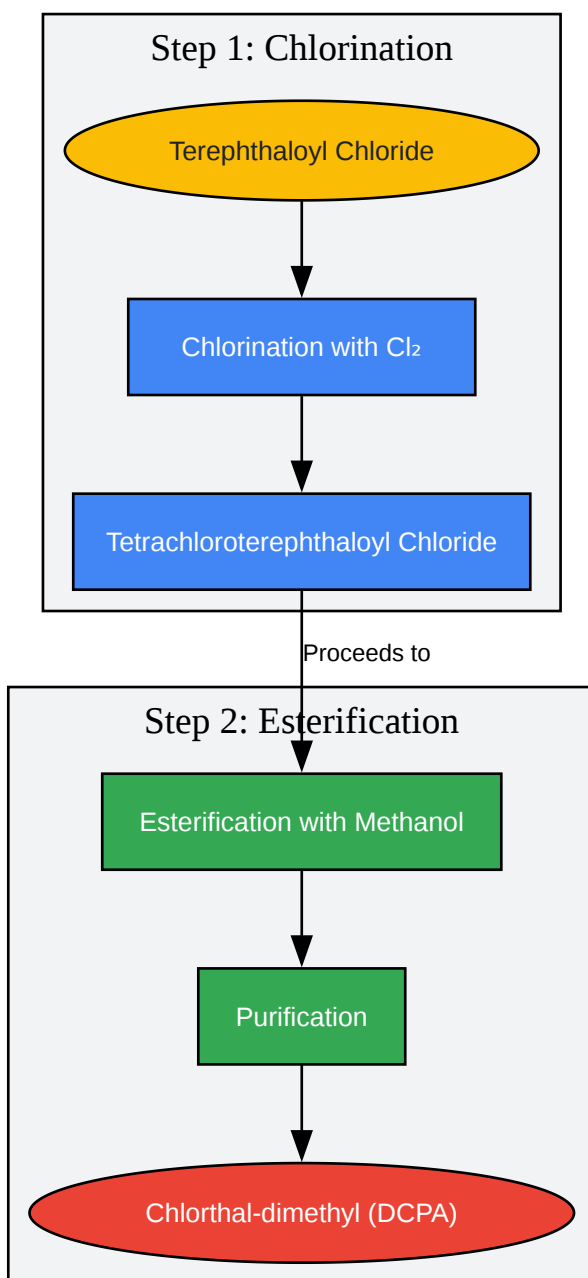 Step 1: Chlorination
Terephthaloyl Chloride
Chlorination with Cl₂
Tetrachloroterephthaloyl Chloride
Proceeds to
Step 2: Esterification
Esterification with Methanol
Purification
Chlorthal-dimethyl (DCPA)